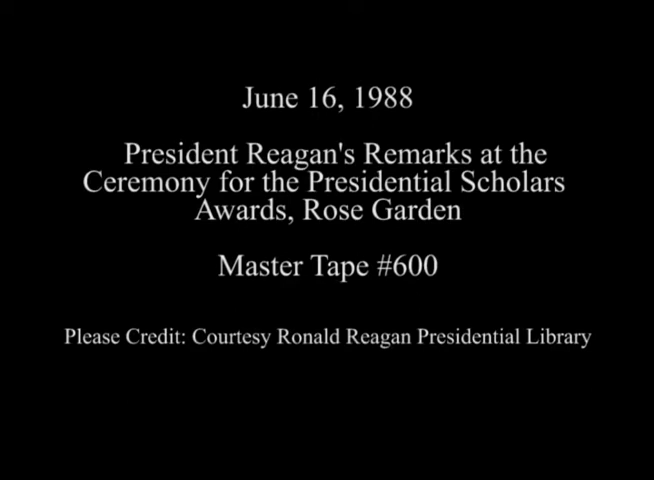 June 16, 1988
President Reagan's Remarks at the
Ceremony for the Presidential Scholars
Awards, Rose Garden
Master Tape #600
Please Credit: Courtesy Ronald Reagan Presidential Library